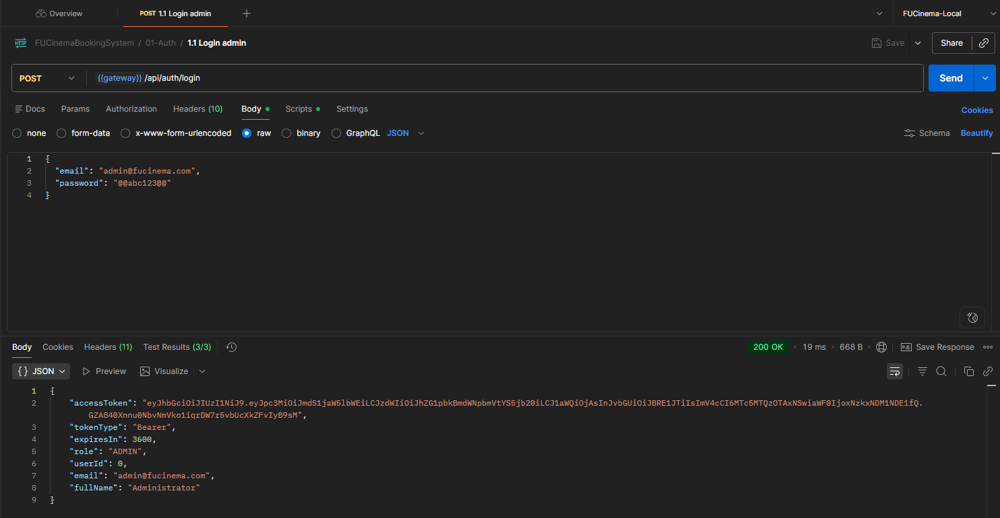 Overview
POST 1.1 Login admin
FUCinema-Local
HTTP FUCinemaBookingSystem / 01-Auth / 1.1 Login admin
Save
Share
POST {{gateway}} /api/auth/login
Send
Docs Params Authorization Headers (10) Body Scripts Settings
Cookies
none form-data x-www-form-urlencoded raw binary GraphQL JSON
Schema Beautify
1 {
2 "email": "admin@fucinema.com",
3 "password": "@@abc123@@"
4 }
Body Cookies Headers (11) Test Results (3/3)
200 OK • 19 ms • 668 B • e.g. Save Response
{} JSON Preview Visualize
1 {
2 "accessToken": "eyJhbGciOiJIUzI1NiJ9.eyJpc3MiOiJmdS1jaW5lbWEiLCJzdWIiOiJhZG1pbkBmdWNpbmVtYS5jb20iLCJ1aWQiOjAsInJvbGUiOiJBRE1JTiIsImV4cCI6MTc5MTQzOTAxNSwiaWF0IjoxNzkxNDM1NDE1fQ.
GZA840Xnnu0NbvNmVko1iqrDW7r5vbUcXkZFvIyB9sM",
3 "tokenType": "Bearer",
4 "expiresIn": 3600,
5 "role": "ADMIN",
6 "userId": 0,
7 "email": "admin@fucinema.com",
8 "fullName": "Administrator"
9 }